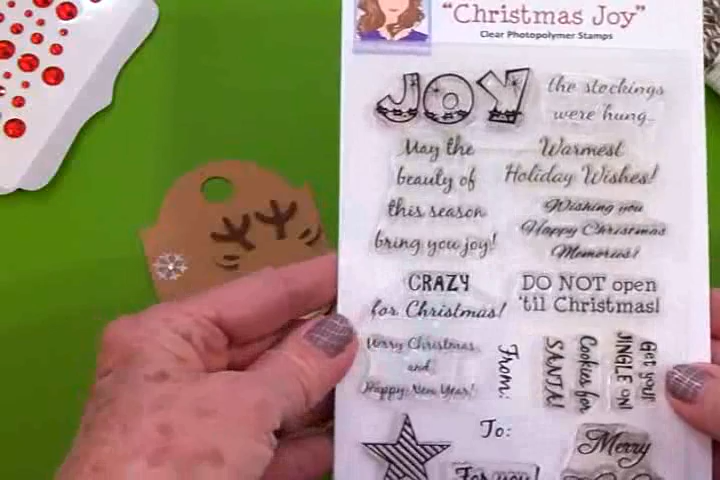 "Christmas Joy"
Clear Photopolymer Stamps
JOY
the stockings
were hung...
May the
beauty of
this season
bring you joy!
Warmest
Holiday Wishes!
Wishing you
Happy Christmas
Memories!
CRAZY
for Christmas!
DO NOT open
'til Christmas!
Merry Christmas
and
Happy New Year!
From:
Cookies for
SANTA!
Get your
JINGLE on!
To:
For you!
Merry